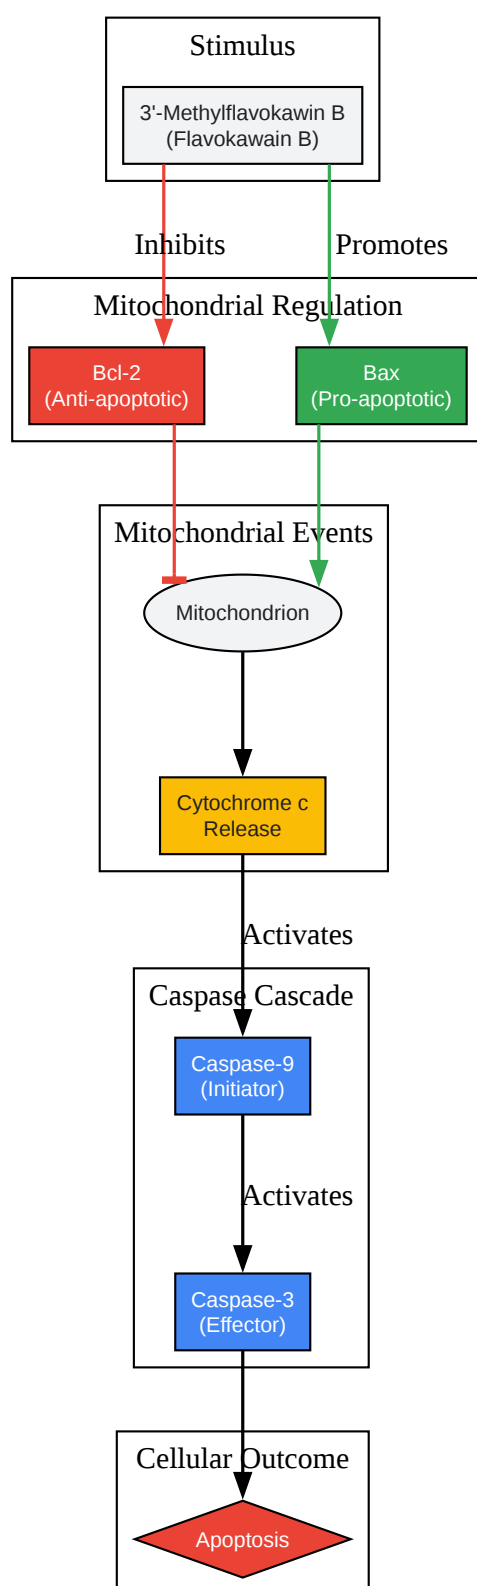 Stimulus
3'-Methylflavokawin B
(Flavokawain B)
Inhibits
Promotes
Mitochondrial Regulation
Bcl-2
(Anti-apoptotic)
Bax
(Pro-apoptotic)
Mitochondrial Events
Mitochondrion
Cytochrome c
Release
Activates
Caspase Cascade
Caspase-9
(Initiator)
Activates
Caspase-3
(Effector)
Cellular Outcome
Apoptosis